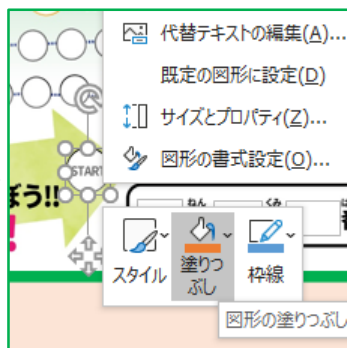 代替テキストの編集(A)...
既定の図形に設定(D)
サイズとプロパティ(Z)...
図形の書式設定(O)...
START
ぼう!!
ねん
くみ
スタイル
塗りつ
ぶし
枠線
図形の塗りつぶし